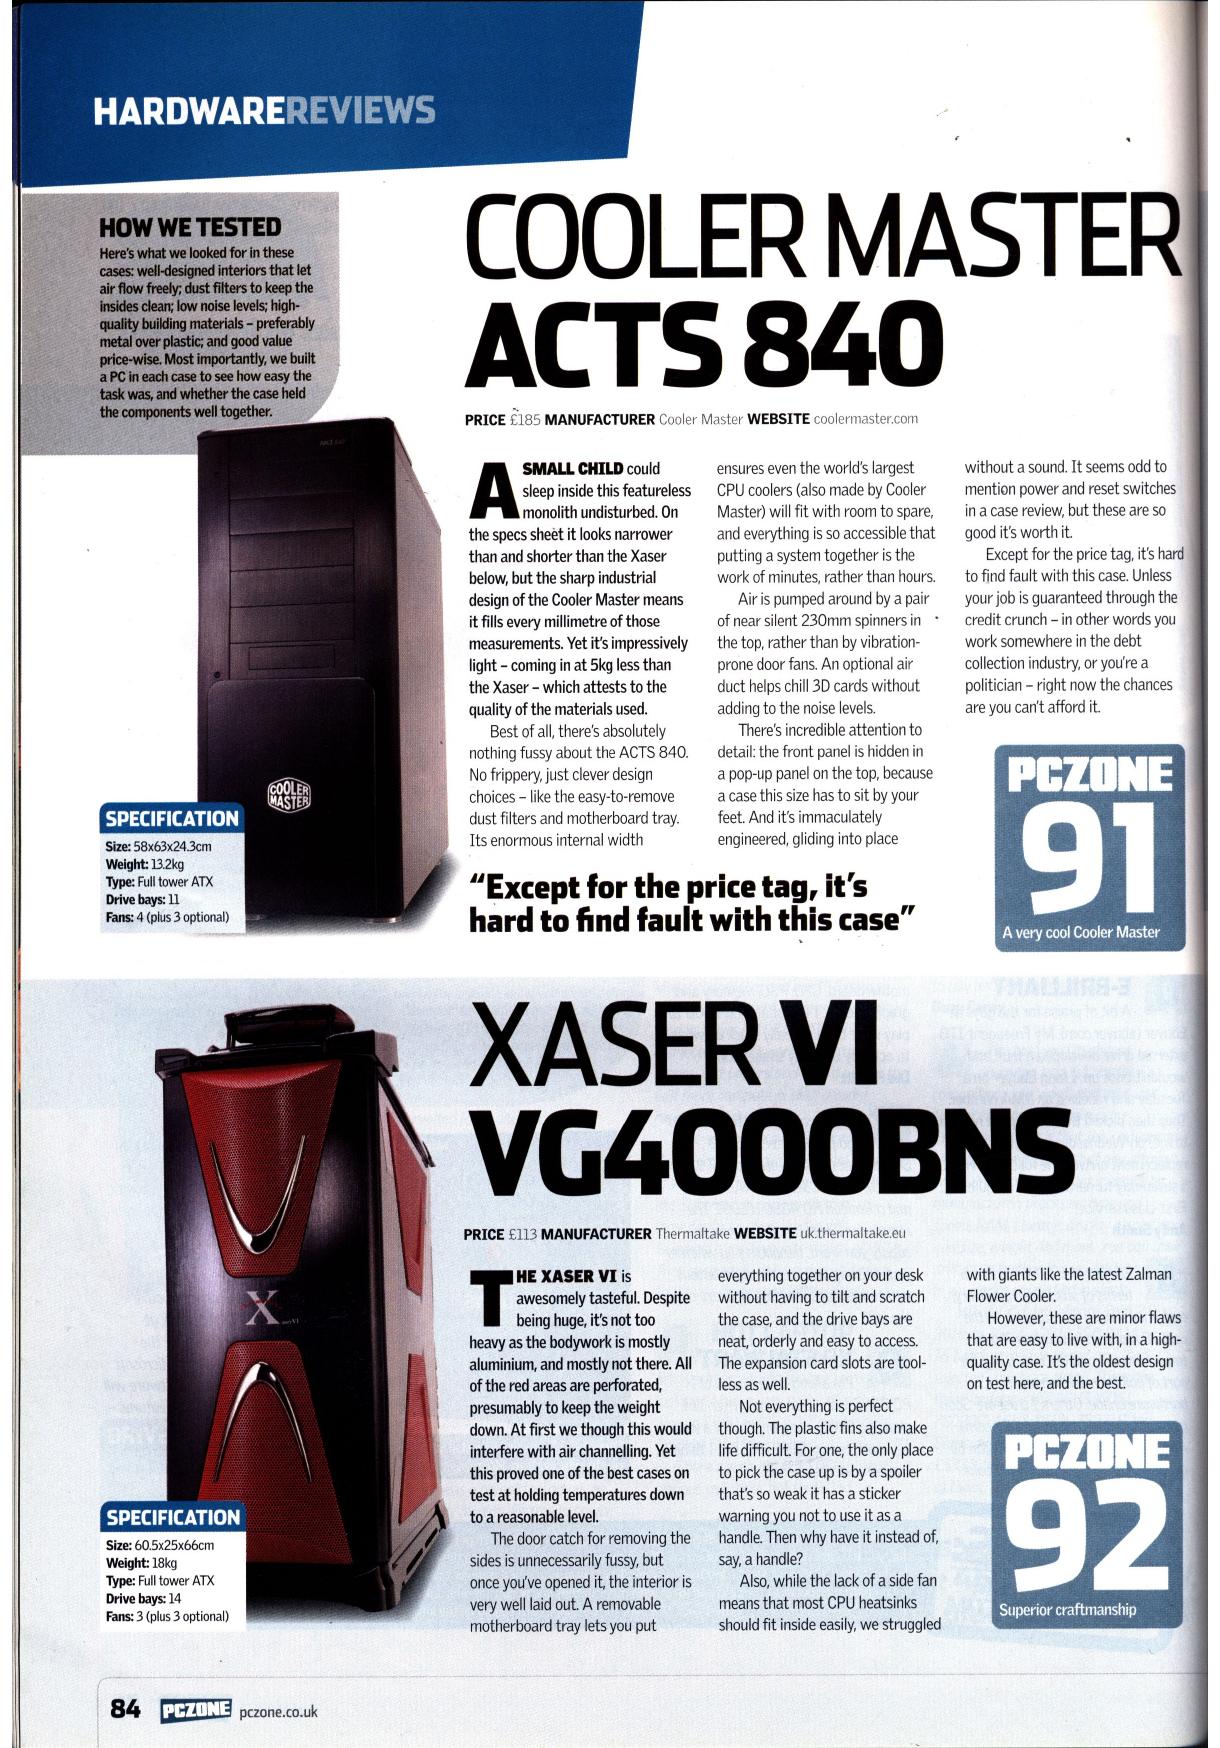 HARDWAREREVIEWS
HOW WE TESTED
Here's what we looked for in these
cases: well-designed interiors that let
air flow freely; dust filters to keep the
insides clean; low noise levels; high-
quality building materials – preferably
metal over plastic; and good value
price-wise. Most importantly, we built
a PC in each case to see how easy the
task was, and whether the case held
the components well together.
COOLER MASTER
ACTS 840
PRICE £185 MANUFACTURER Cooler Master WEBSITE coolermaster.com
A SMALL CHILD could
sleep inside this featureless
monolith undisturbed. On
the specs sheet it looks narrower
than and shorter than the Xaser
below, but the sharp industrial
design of the Cooler Master means
it fills every millimetre of those
measurements. Yet it's impressively
light – coming in at 5kg less than
the Xaser – which attests to the
quality of the materials used.
Best of all, there's absolutely
nothing fussy about the ACTS 840.
No frippery, just clever design
choices – like the easy-to-remove
dust filters and motherboard tray.
Its enormous internal width
ensures even the world's largest
CPU coolers (also made by Cooler
Master) will fit with room to spare,
and everything is so accessible that
putting a system together is the
work of minutes, rather than hours.
Air is pumped around by a pair
of near silent 230mm spinners in
the top, rather than by vibration-
prone door fans. An optional air
duct helps chill 3D cards without
adding to the noise levels.
There's incredible attention to
detail: the front panel is hidden in
a pop-up panel on the top, because
a case this size has to sit by your
feet. And it's immaculately
engineered, gliding into place
without a sound. It seems odd to
mention power and reset switches
in a case review, but these are so
good it's worth it.
Except for the price tag, it's hard
to find fault with this case. Unless
your job is guaranteed through the
credit crunch – in other words you
work somewhere in the debt
collection industry, or you're a
politician – right now the chances
are you can't afford it.
COOLER
MASTER
SPECIFICATION
Size: 58x63x24.3cm
Weight: 13.2kg
Type: Full tower ATX
Drive bays: 11
Fans: 4 (plus 3 optional)
"Except for the price tag, it's
hard to find fault with this case"
PCZONE
91
A very cool Cooler Master
XASER VI
VG4000BNS
PRICE £113 MANUFACTURER Thermaltake WEBSITE uk.thermaltake.eu
THE XASER VI is
awesomely tasteful. Despite
being huge, it's not too
heavy as the bodywork is mostly
aluminium, and mostly not there. All
of the red areas are perforated,
presumably to keep the weight
down. At first we though this would
interfere with air channelling. Yet
this proved one of the best cases on
test at holding temperatures down
to a reasonable level.
The door catch for removing the
sides is unnecessarily fussy, but
once you've opened it, the interior is
very well laid out. A removable
motherboard tray lets you put
everything together on your desk
without having to tilt and scratch
the case, and the drive bays are
neat, orderly and easy to access.
The expansion card slots are tool-
less as well.
Not everything is perfect
though. The plastic fins also make
life difficult. For one, the only place
to pick the case up is by a spoiler
that's so weak it has a sticker
warning you not to use it as a
handle. Then why have it instead of,
say, a handle?
Also, while the lack of a side fan
means that most CPU heatsinks
should fit inside easily, we struggled
with giants like the latest Zalman
Flower Cooler.
However, these are minor flaws
that are easy to live with, in a high-
quality case. It's the oldest design
on test here, and the best.
X
SPECIFICATION
Size: 60.5x25x66cm
Weight: 18kg
Type: Full tower ATX
Drive bays: 14
Fans: 3 (plus 3 optional)
PCZONE
92
Superior craftmanship
84 PCZONE pczone.co.uk